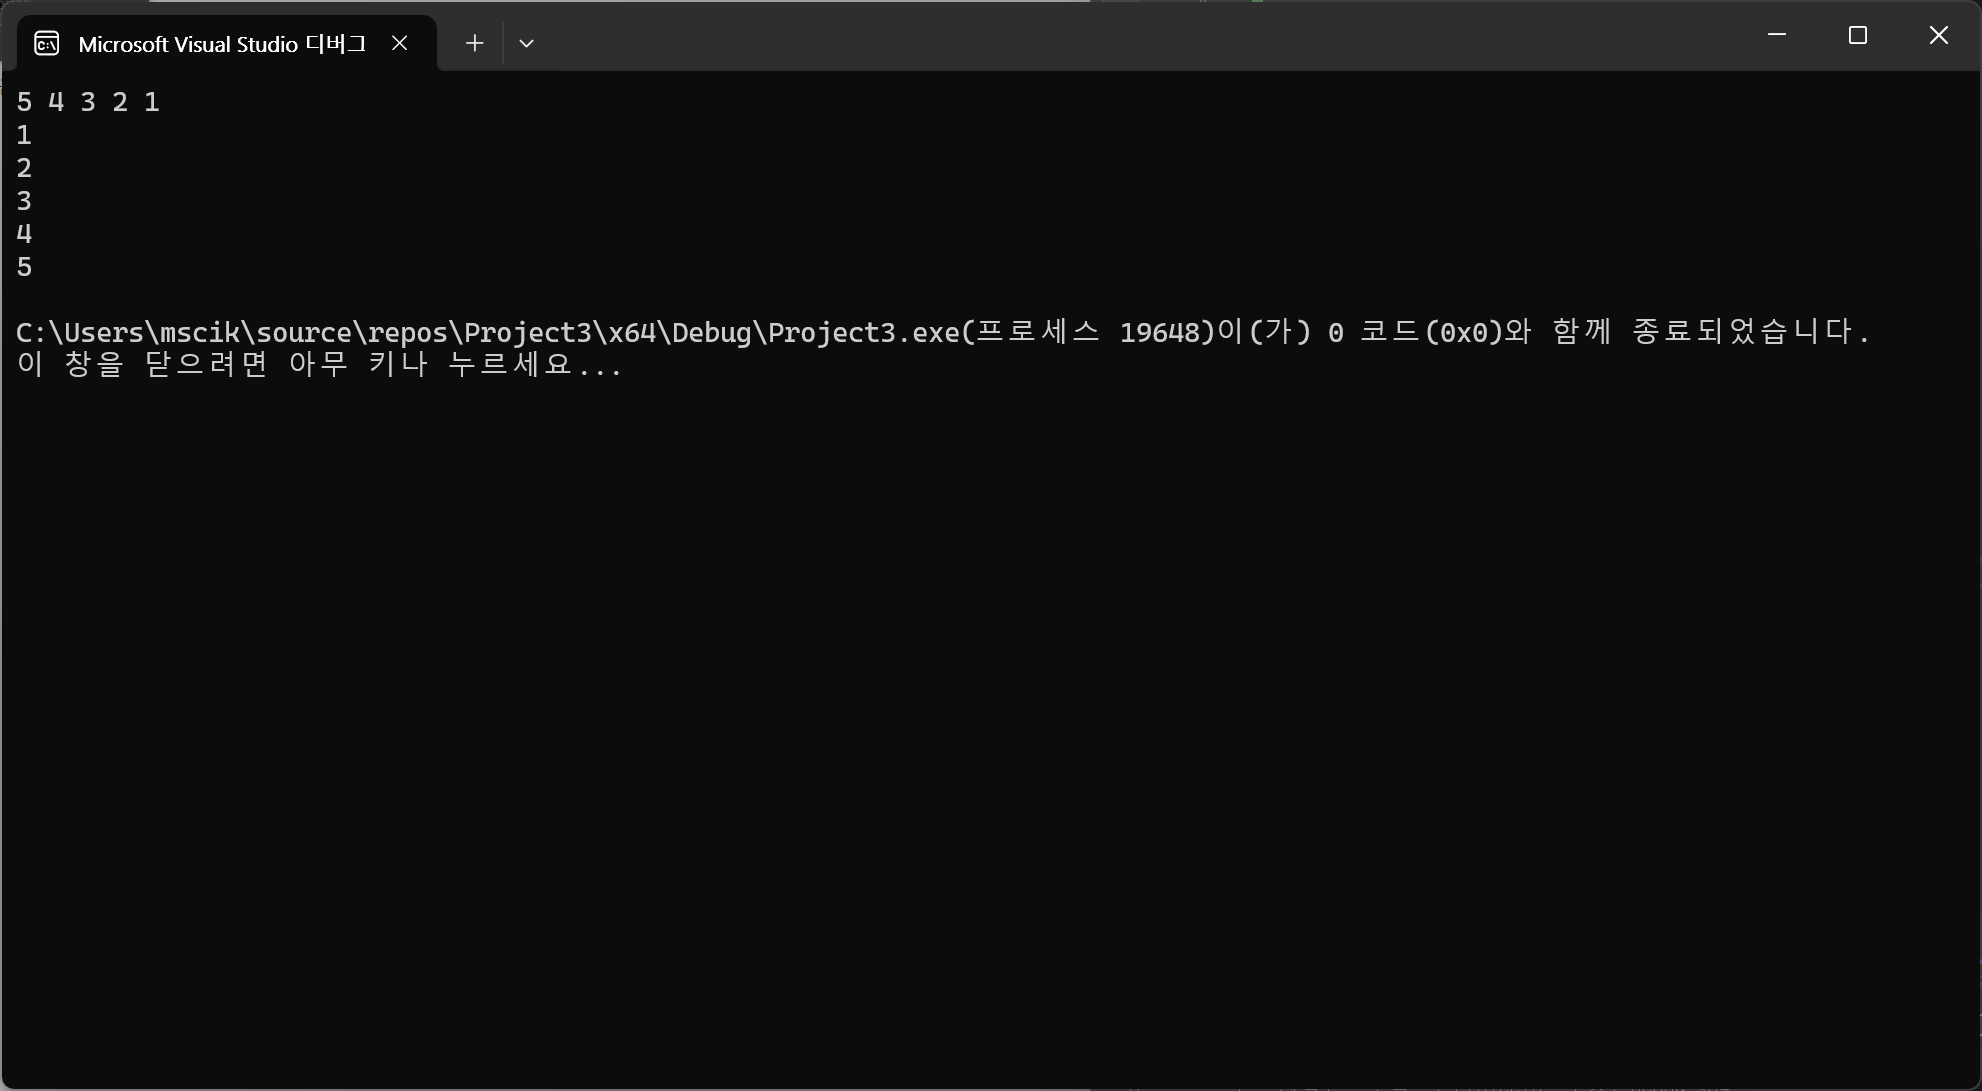 Microsoft Visual Studio 디버그
5 4 3 2 1
1
2
3
4
5
C:\Users\mscik\source\repos\Project3\x64\Debug\Project3.exe(프로세스 19648)이(가) 0 코드(0x0)와 함께 종료되었습니다.
이 창을 닫으려면 아무 키나 누르세요...